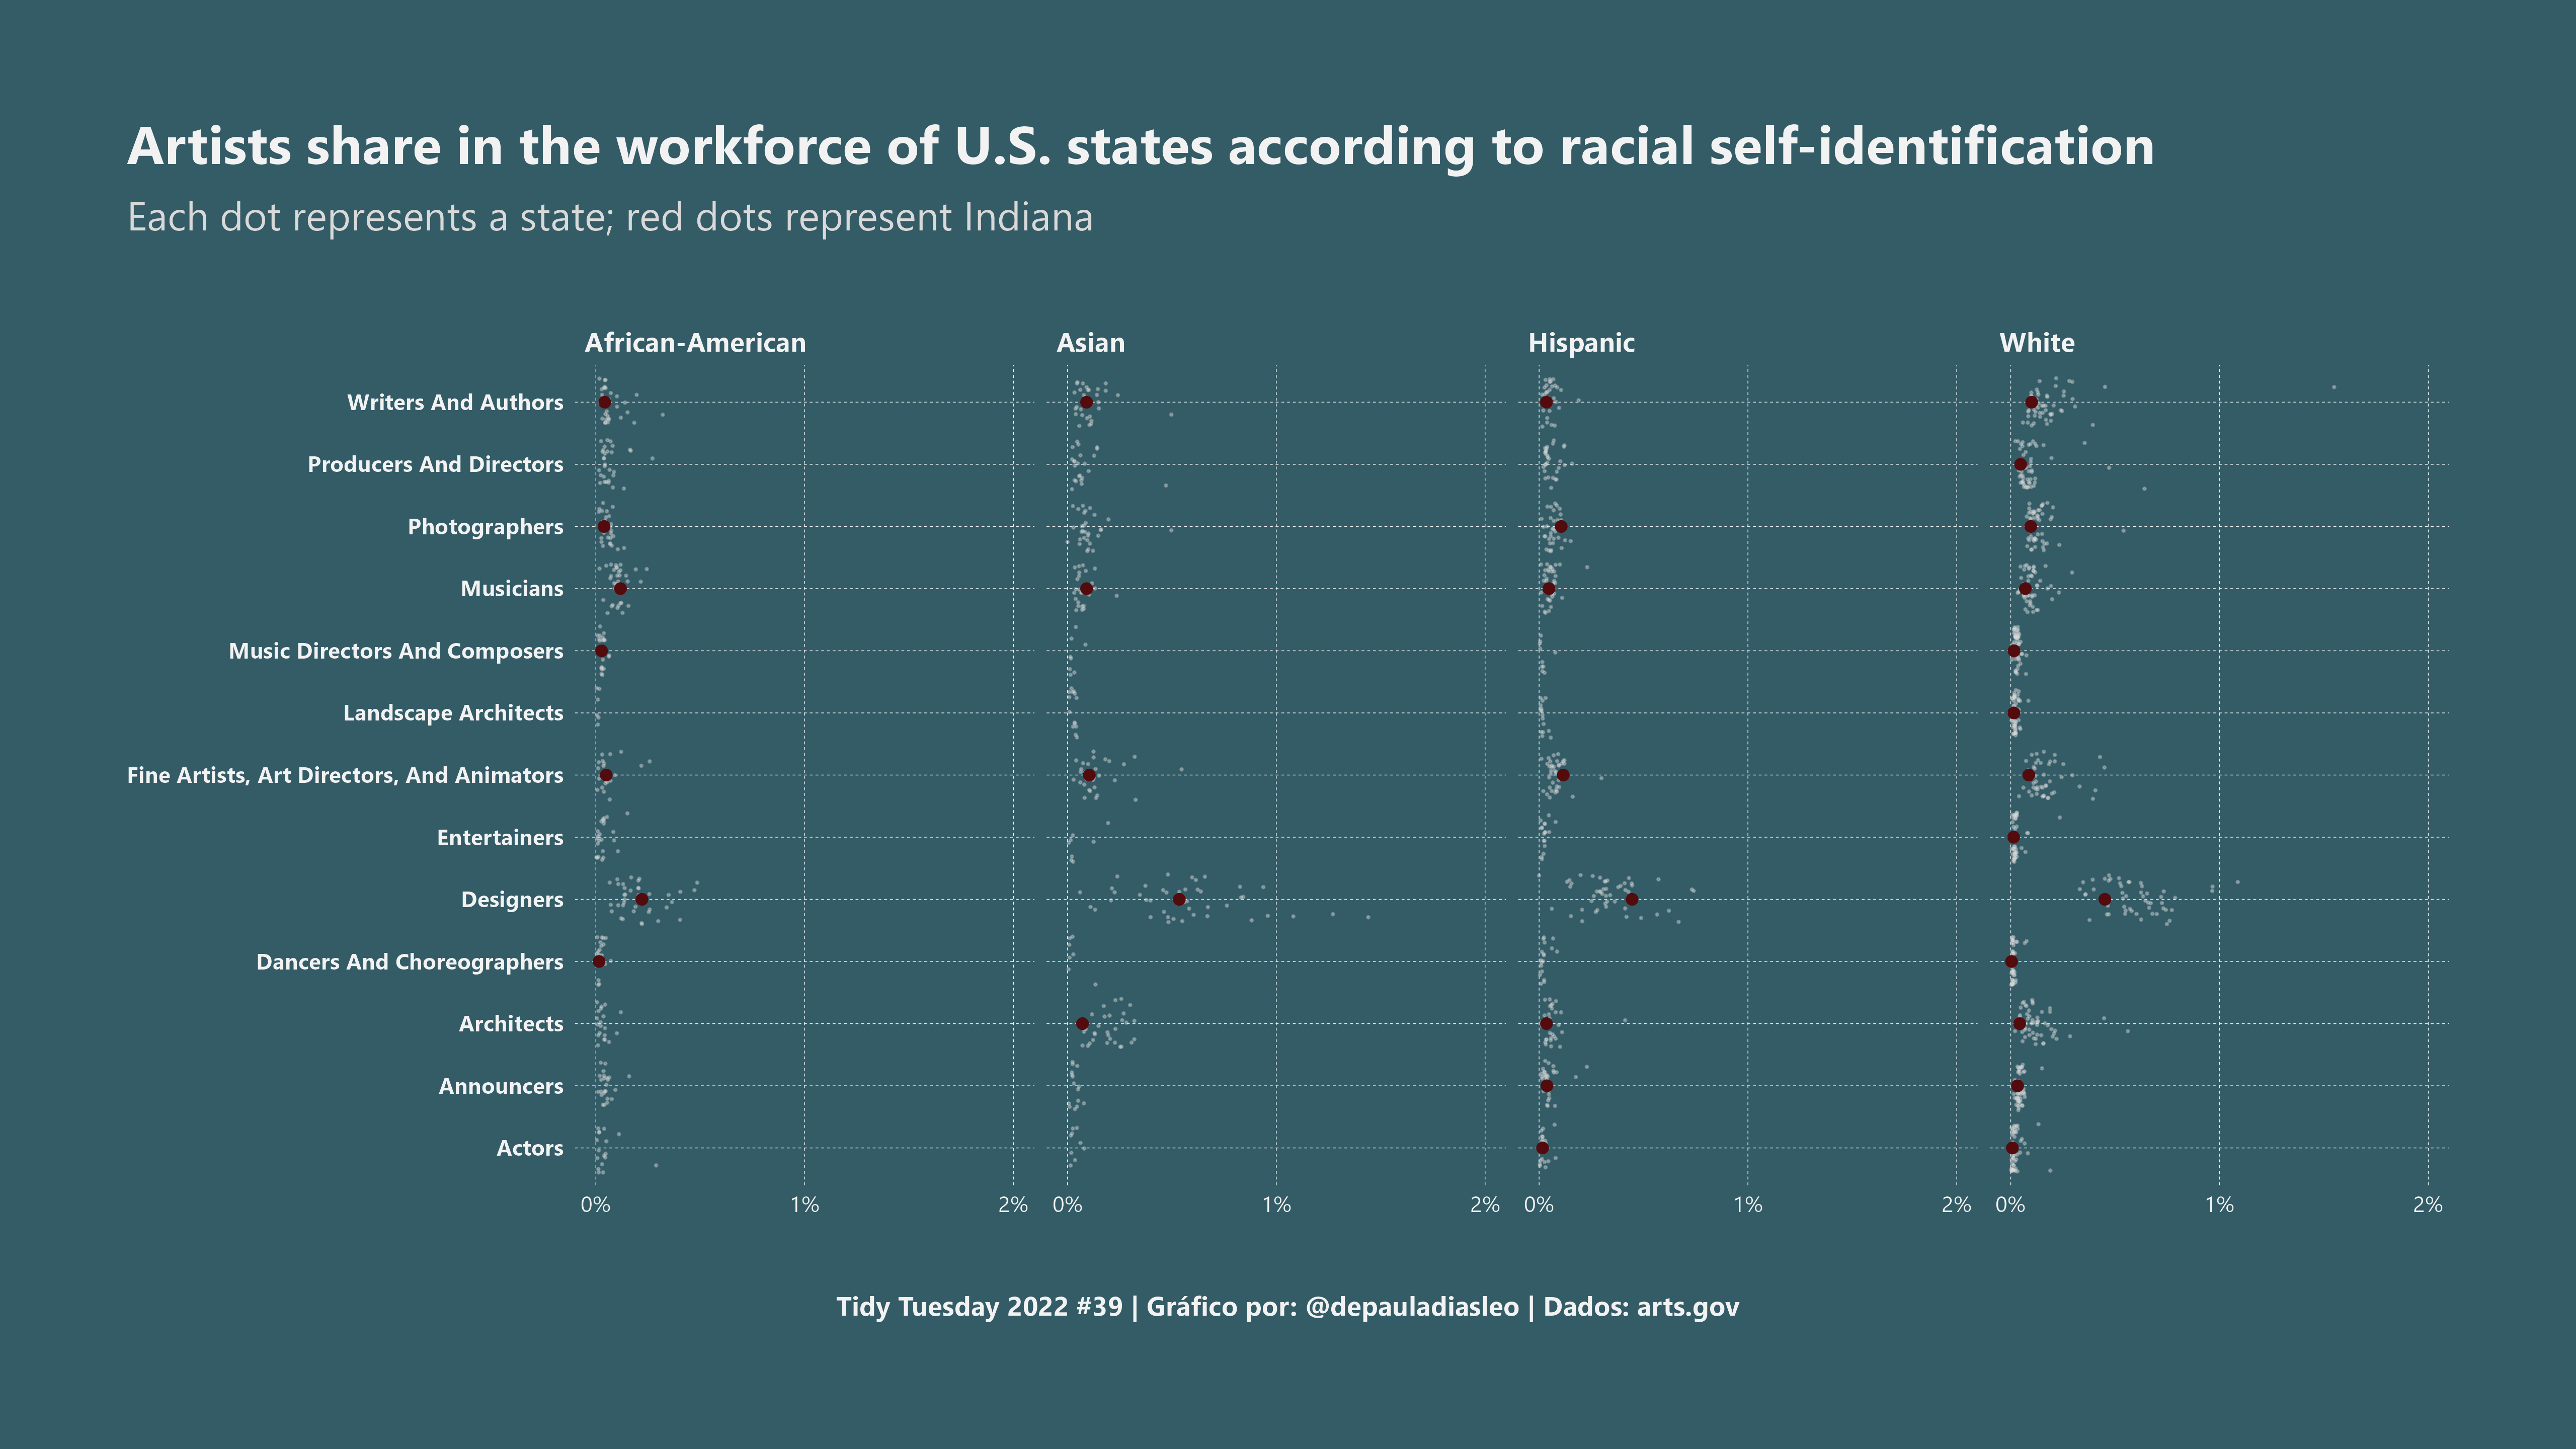 Artists share in the workforce of U.S. states according to racial self-identification
Each dot represents a state; red dots represent Indiana
African-American
Asian
Hispanic
White
Writers And Authors
Producers And Directors
Photographers
Musicians
Music Directors And Composers
Landscape Architects
Fine Artists, Art Directors, And Animators
Entertainers
Designers
Dancers And Choreographers
Architects
Announcers
Actors
0% 1% 2% 0% 1% 2% 0% 1% 2% 0% 1% 2%
Tidy Tuesday 2022 #39 | Gráfico por: @depauladiasleo | Dados: arts.gov